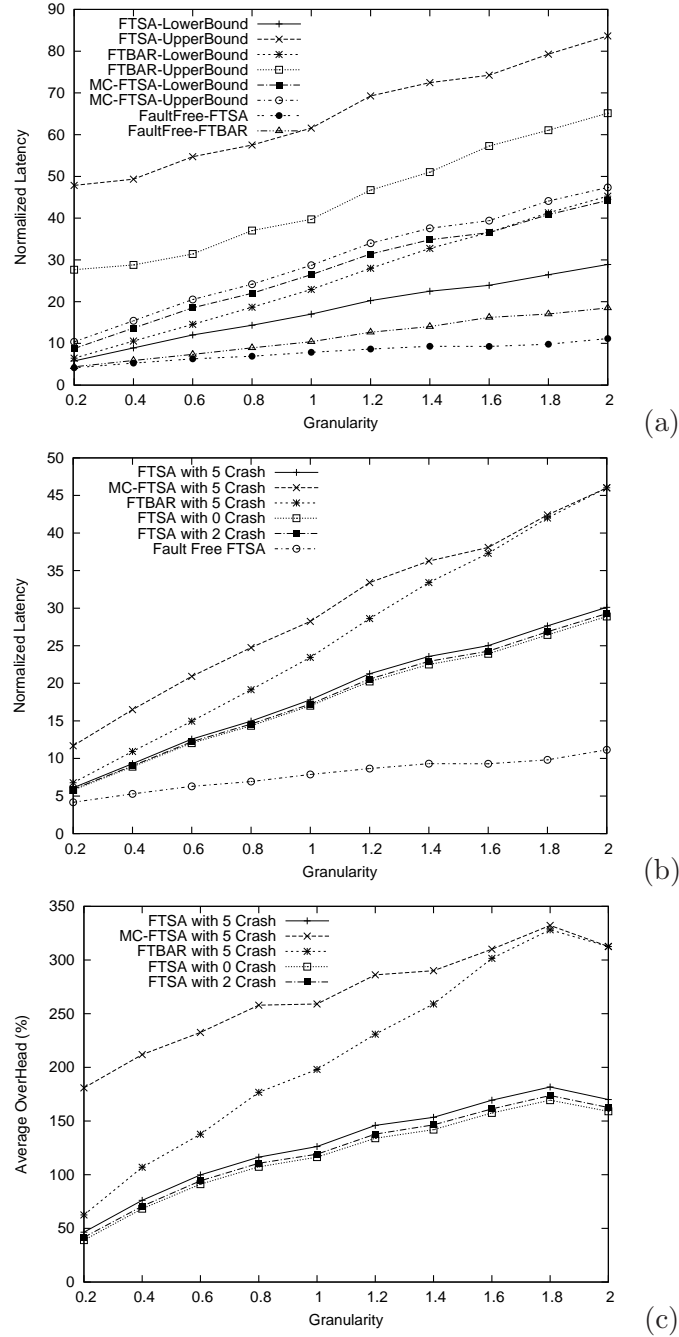 90
80
70
60
50
40
30
20
10
0
Normalized Latency
FTSA-LowerBound
FTSA-UpperBound
FTBAR-LowerBound
FTBAR-UpperBound
MC-FTSA-LowerBound
MC-FTSA-UpperBound
FaultFree-FTSA
FaultFree-FTBAR
0.2 0.4 0.6 0.8 1 1.2 1.4 1.6 1.8 2
Granularity
(a)
50
45
40
35
30
25
20
15
10
5
0
Normalized Latency
FTSA with 5 Crash
MC-FTSA with 5 Crash
FTBAR with 5 Crash
FTSA with 0 Crash
FTSA with 2 Crash
Fault Free FTSA
0.2 0.4 0.6 0.8 1 1.2 1.4 1.6 1.8 2
Granularity
(b)
350
300
250
200
150
100
50
0
Average OverHead (%)
FTSA with 5 Crash
MC-FTSA with 5 Crash
FTBAR with 5 Crash
FTSA with 0 Crash
FTSA with 2 Crash
0.2 0.4 0.6 0.8 1 1.2 1.4 1.6 1.8 2
Granularity
(c)